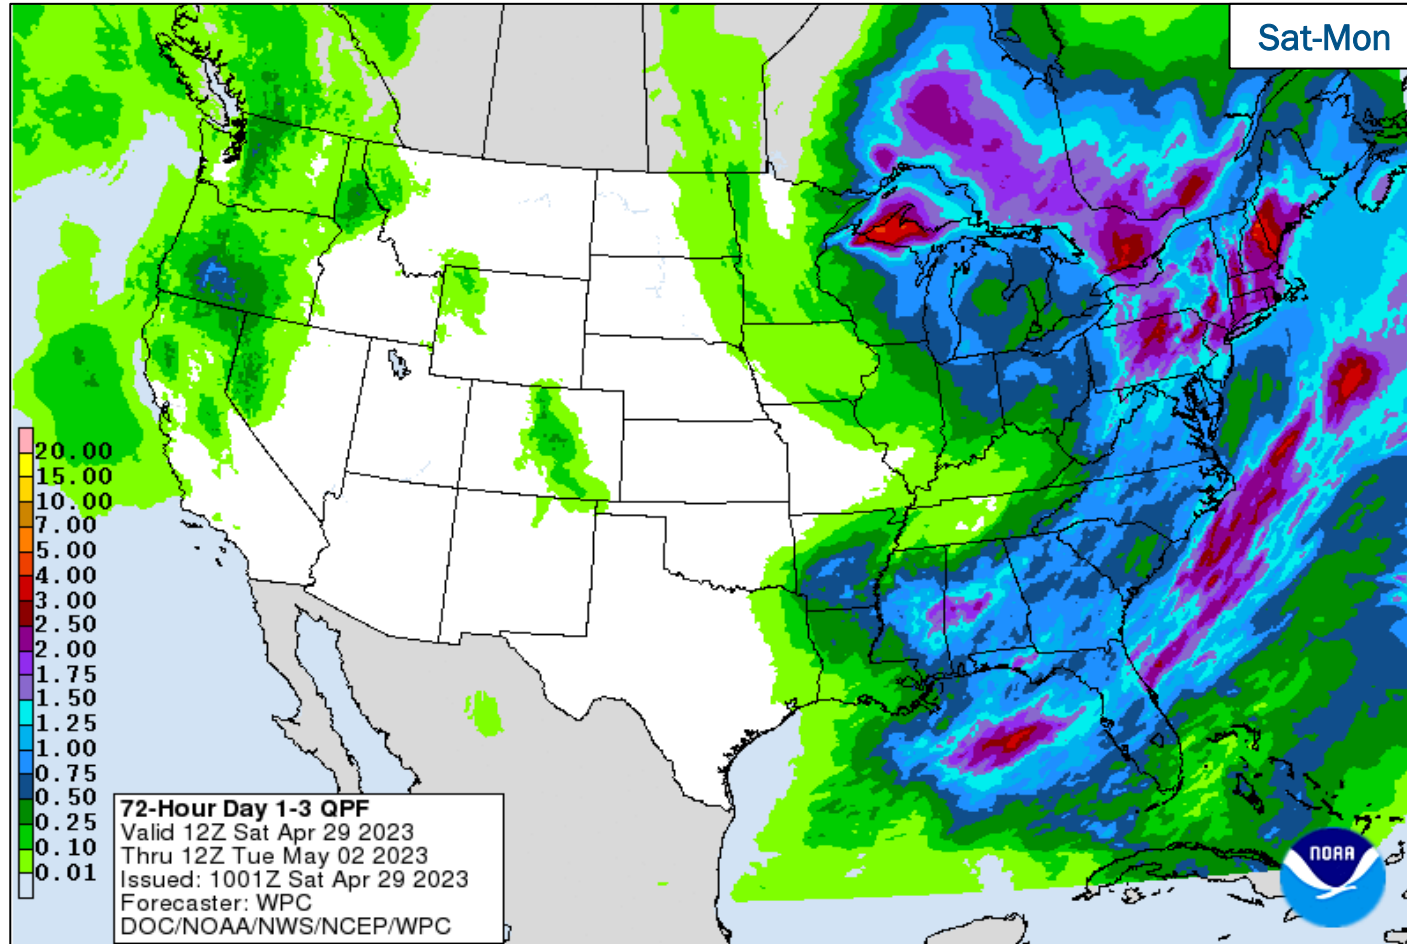 Sat-Mon
20.00
15.00
10.00
7.00
5.00
4.00
3.00
2.50
2.00
1.75
1.50
1.25
1.00
0.75
0.50
0.25
0.10
0.01
72-Hour Day 1-3 QPF
Valid 12Z Sat Apr 29 2023
Thru 12Z Tue May 02 2023
Issued: 1001Z Sat Apr 29 2023
Forecaster: WPC
DOC/NOAA/NWS/NCEP/WPC
NOAA